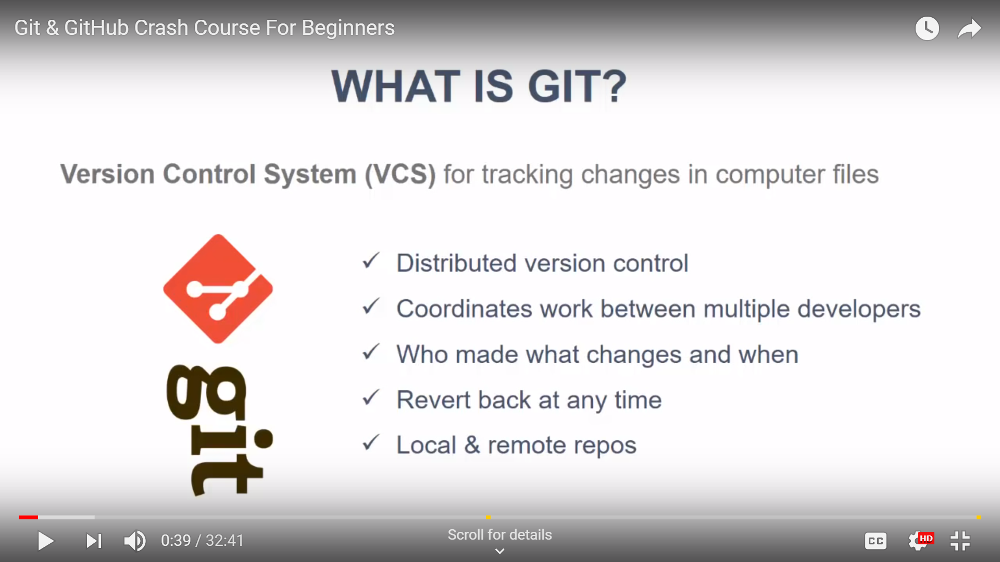 Git & GitHub Crash Course For Beginners
WHAT IS GIT?
Version Control System (VCS) for tracking changes in computer files
✓ Distributed version control
✓ Coordinates work between multiple developers
✓ Who made what changes and when
✓ Revert back at any time
✓ Local & remote repos
git
0:39 / 32:41
Scroll for details
CC
HD